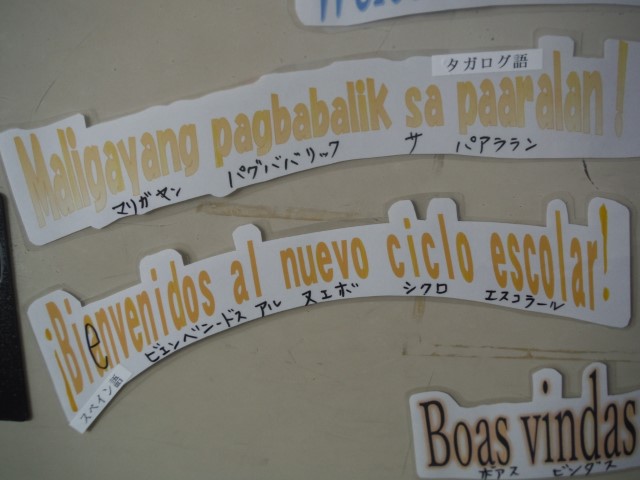 タガログ語
Maligayang pagbabalik sa paaralan!
マリガヤン パグババリック サ パアララン
¡Bienvenidos al nuevo ciclo escolar!
ビエンベニードス アル ヌエボ シクロ エスコラール
スペイン語
Boas vindas
ボアス ビンダス